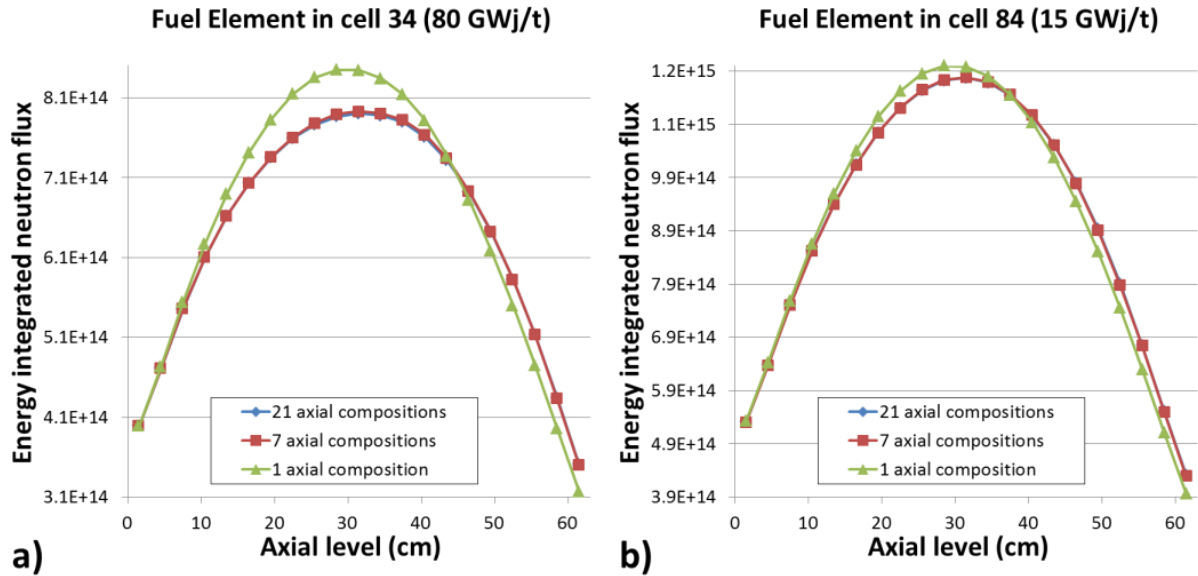 Fuel Element in cell 34 (80 GWj/t)
Energy integrated neutron flux
8.1E+14
7.1E+14
6.1E+14
5.1E+14
4.1E+14
3.1E+14
21 axial compositions
7 axial compositions
1 axial composition
0 10 20 30 40 50 60
Axial level (cm)
a)
Fuel Element in cell 84 (15 GWj/t)
Energy integrated neutron flux
1.2E+15
1.1E+15
9.9E+14
8.9E+14
7.9E+14
6.9E+14
5.9E+14
4.9E+14
3.9E+14
21 axial compositions
7 axial compositions
1 axial composition
0 10 20 30 40 50 60
Axial level (cm)
b)